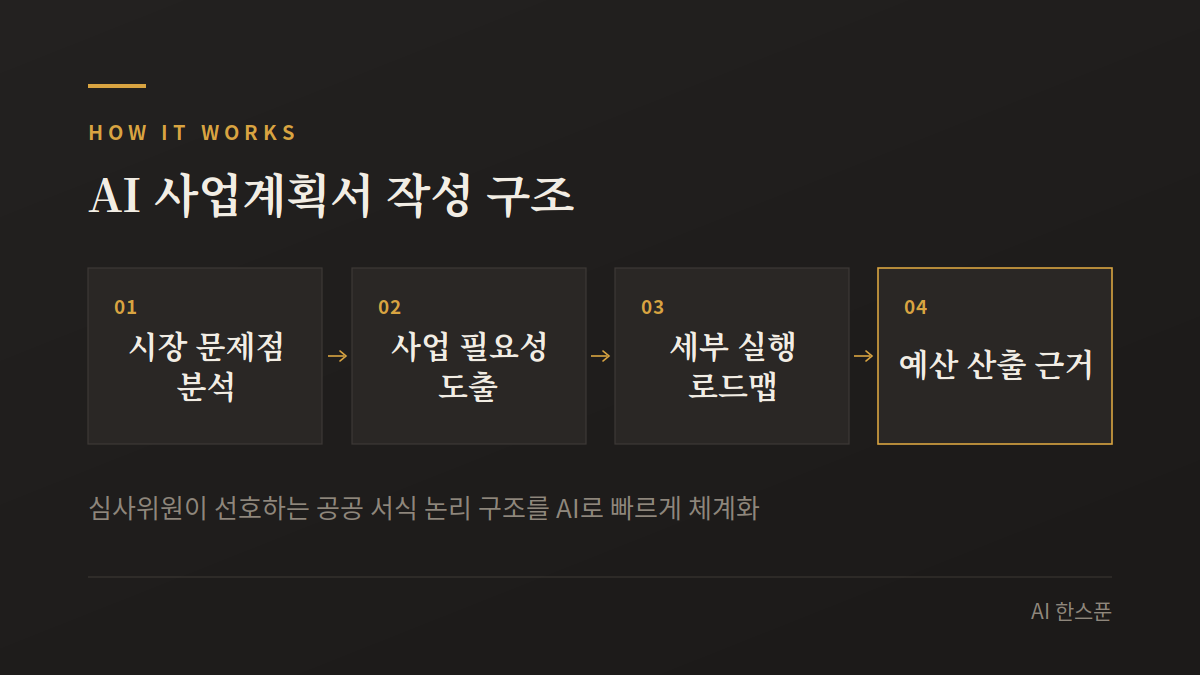 HOW IT WORKS
AI 사업계획서 작성 구조
01
시장 문제점
분석
→
02
사업 필요성
도출
→
03
세부 실행
로드맵
→
04
예산 산출 근거
심사위원이 선호하는 공공 서식 논리 구조를 AI로 빠르게 체계화
AI 한스푼